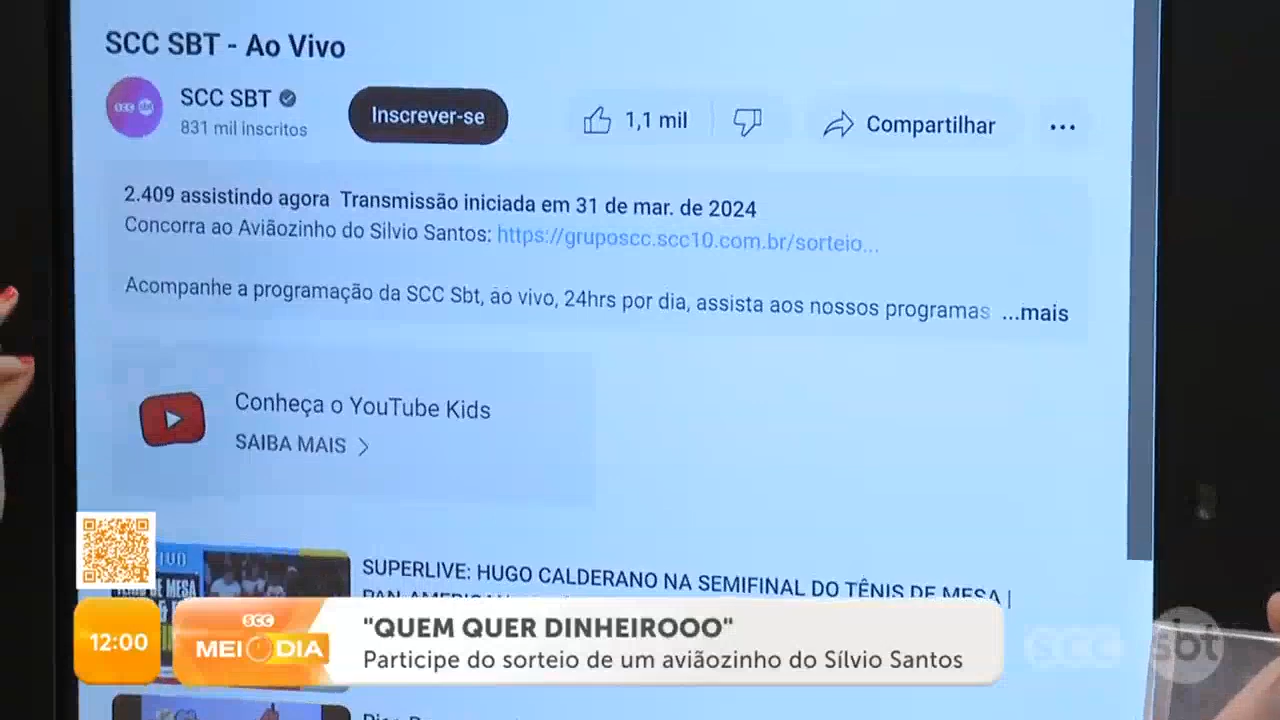 SCC SBT - Ao Vivo
SCC SBT
831 mil inscritos
Inscrever-se
1,1 mil
Compartilhar
...
2.409 assistindo agora Transmissão iniciada em 31 de mar. de 2024
Concorra ao Aviãozinho do Silvio Santos: https://gruposcc.scc10.com.br/sorteio...
Acompanhe a programação da SCC Sbt, ao vivo, 24hrs por dia, assista aos nossos programas ...mais
Conheça o YouTube Kids
SAIBA MAIS >
DE MESA
SUPERLIVE: HUGO CALDERANO NA SEMIFINAL DO TÊNIS DE MESA |
12:00
SCC
MEIO DIA
"QUEM QUER DINHEIROOO"
Participe do sorteio de um aviãozinho do Sílvio Santos
SCC sbt